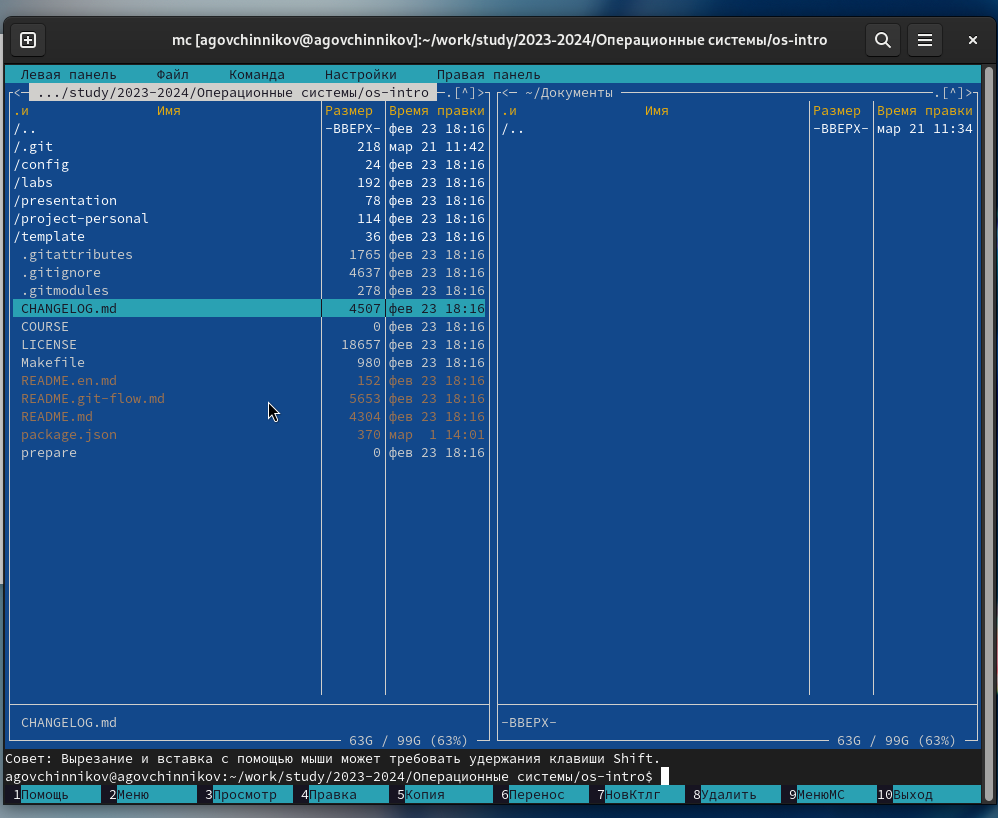 mc [agovchinnikov@agovchinnikov]:~/work/study/2023-2024/Операционные системы/os-intro
Левая панель Файл Команда Настройки Правая панель
<— .../study/2023-2024/Операционные системы/os-intro —.[^]>
.и Имя Размер Время правки
/.. -ВВЕРХ- фев 23 18:16
/.git 218 мар 21 11:42
/config 24 фев 23 18:16
/labs 192 фев 23 18:16
/presentation 78 фев 23 18:16
/project-personal 114 фев 23 18:16
/template 36 фев 23 18:16
.gitattributes 1765 фев 23 18:16
.gitignore 4637 фев 23 18:16
.gitmodules 278 фев 23 18:16
CHANGELOG.md 4507 фев 23 18:16
COURSE 0 фев 23 18:16
LICENSE 18657 фев 23 18:16
Makefile 980 фев 23 18:16
README.en.md 152 фев 23 18:16
README.git-flow.md 5653 фев 23 18:16
README.md 4304 фев 23 18:16
package.json 370 мар 1 14:01
prepare 0 фев 23 18:16
CHANGELOG.md
63G / 99G (63%)
<— ~/Документы —.[^]>
.и Имя Размер Время правки
/.. -ВВЕРХ- мар 21 11:34
-ВВЕРХ-
63G / 99G (63%)
Совет: Вырезание и вставка с помощью мыши может требовать удержания клавиши Shift.
agovchinnikov@agovchinnikov:~/work/study/2023-2024/Операционные системы/os-intro$
1Помощь 2Меню 3Просмотр 4Правка 5Копия 6Перенос 7НовКтлг 8Удалить 9МенюМС 10Выход